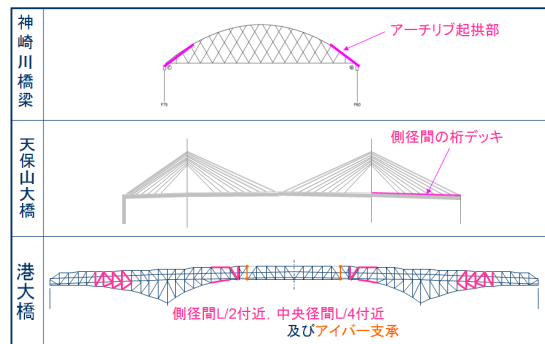 神崎川橋梁
アーチリブ起拱部
天保山大橋
側径間の桁デッキ
港大橋
側径間L/2付近, 中央径間L/4付近
及びアイバー支承